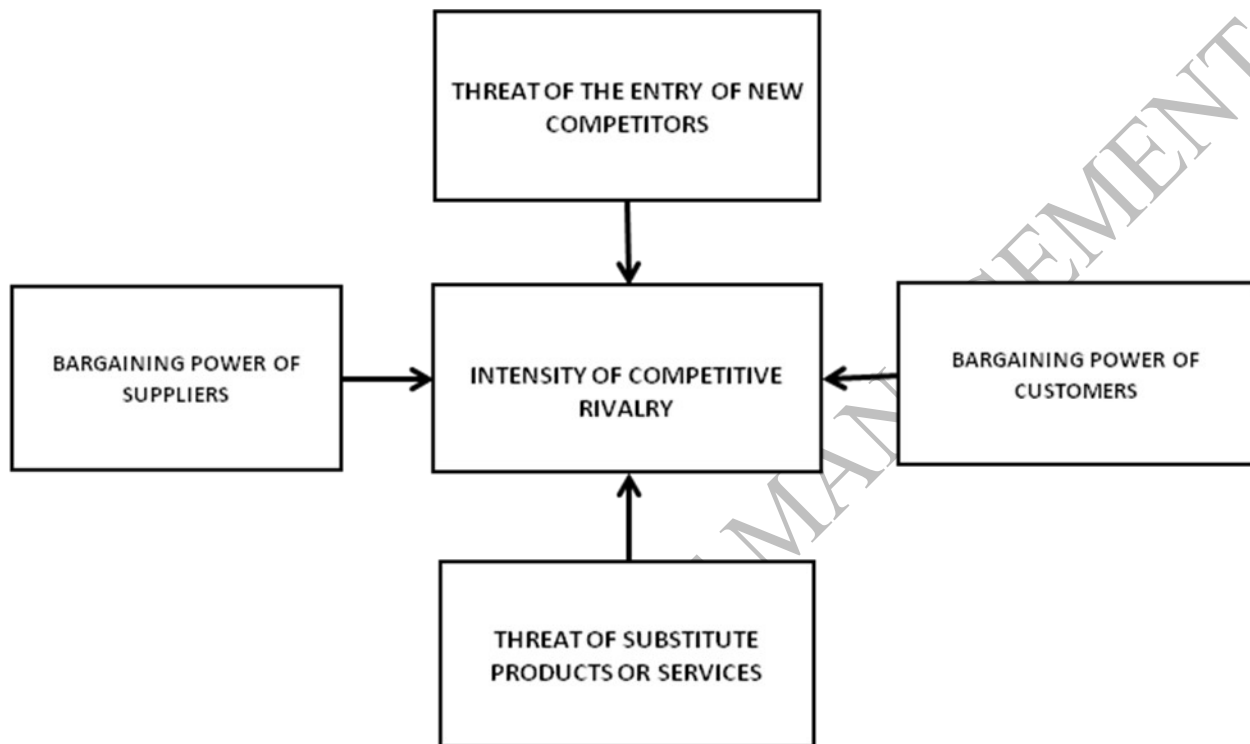 THREAT OF THE ENTRY OF NEW
COMPETITORS
BARGAINING POWER OF
SUPPLIERS
INTENSITY OF COMPETITIVE
RIVALRY
BARGAINING POWER OF
CUSTOMERS
THREAT OF SUBSTITUTE
PRODUCTS OR SERVICES